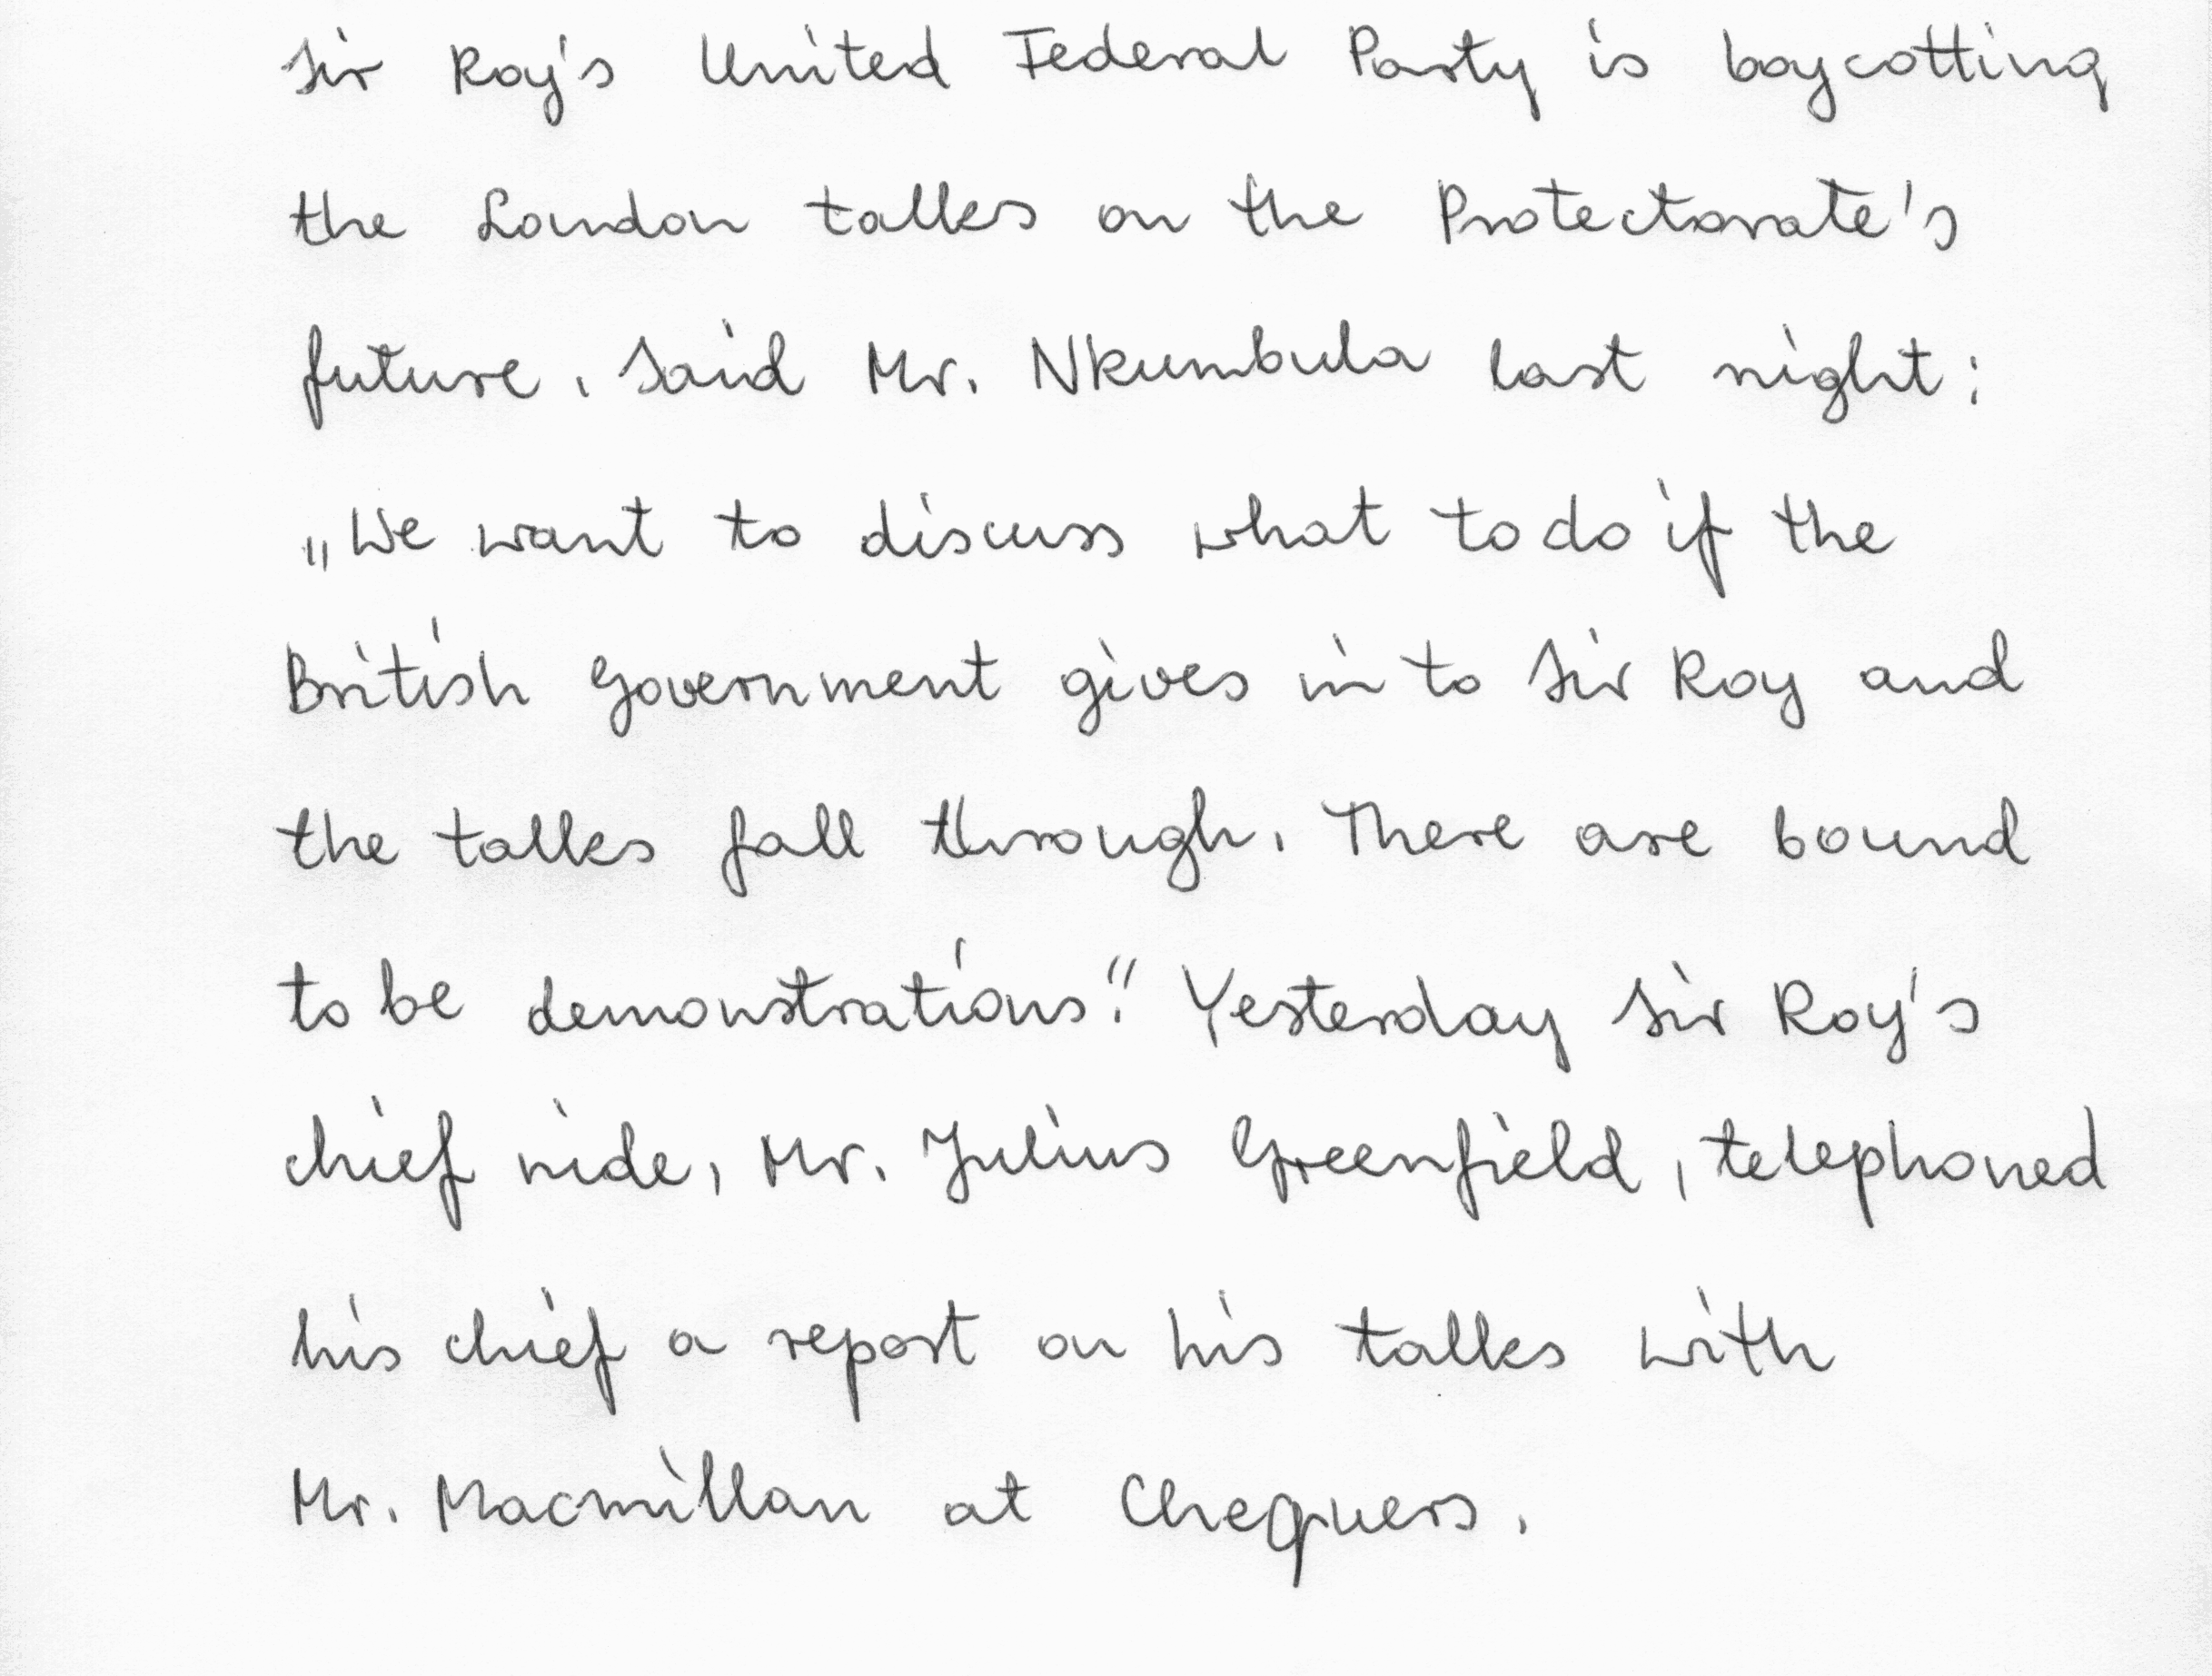 Sir Roy's United Federal Party is boycotting
the London talks on the Protectorate's
future. Said Mr. Nkumbula last night:
„We want to discuss what to do if the
British Government gives in to Sir Roy and
the talks fall through. There are bound
to be demonstrations." Yesterday Sir Roy's
chief aide, Mr. Julius Greenfield, telephoned
his chief a report on his talks with
Mr. Macmillan at Chequers.